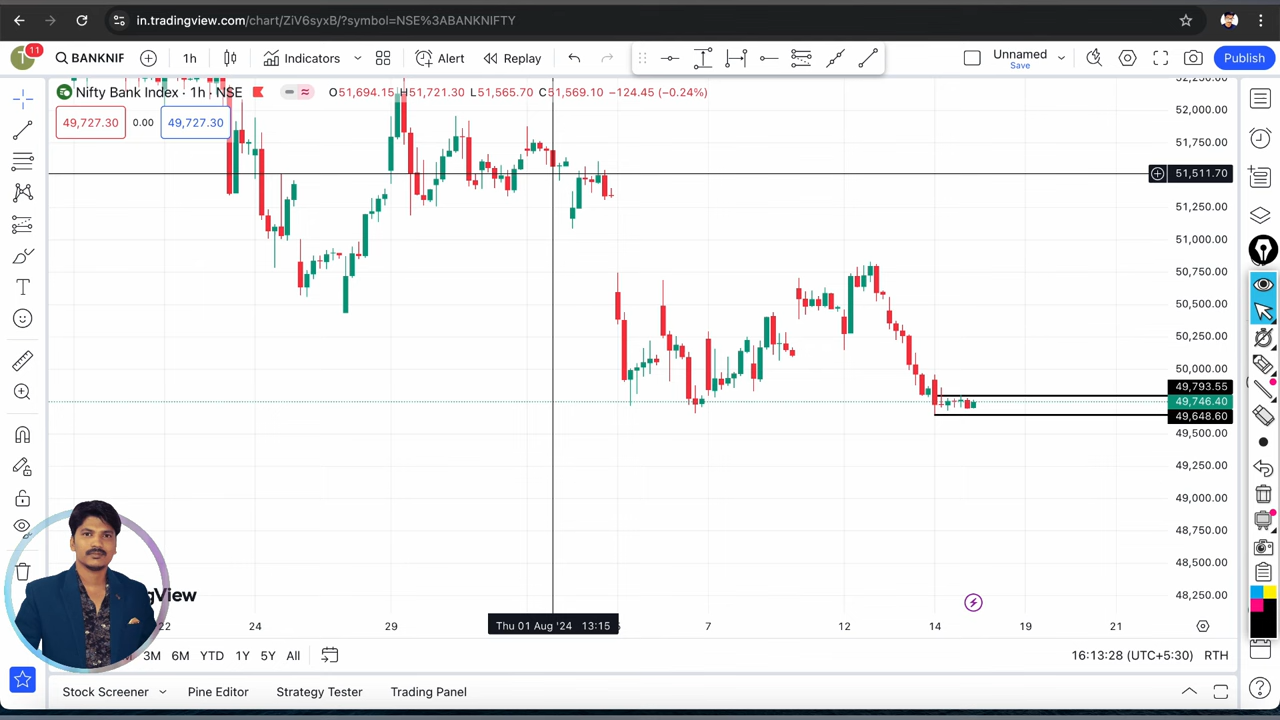 in.tradingview.com/chart/ZiV6syxB/?symbol=NSE%3ABANKNIFTY
T 11 BANKNIF 1h Indicators Alert Replay Unnamed Save Publish
Nifty Bank Index · 1h · NSE O51,694.15 H51,721.30 L51,565.70 C51,569.10 −124.45 (−0.24%)
49,727.30 0.00 49,727.30
52,250.00
52,000.00
51,750.00
51,511.70
51,250.00
51,000.00
50,750.00
50,500.00
50,250.00
50,000.00
49,793.55
49,746.40
49,648.60
49,500.00
49,250.00
49,000.00
48,750.00
48,500.00
48,250.00
gView
22 24 29 Thu 01 Aug '24 13:15 7 12 14 19 21
3M 6M YTD 1Y 5Y All 16:13:28 (UTC+5:30) RTH
Stock Screener Pine Editor Strategy Tester Trading Panel